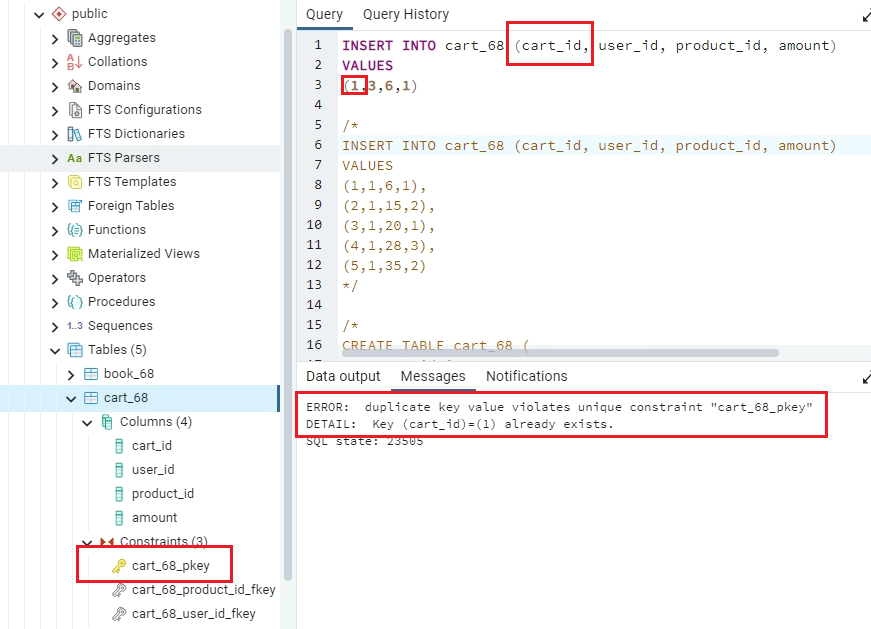 public
Aggregates
Collations
Domains
FTS Configurations
FTS Dictionaries
Aa FTS Parsers
FTS Templates
Foreign Tables
Functions
Materialized Views
Operators
Procedures
1..3 Sequences
Tables (5)
book_68
cart_68
Columns (4)
cart_id
user_id
product_id
amount
Constraints (3)
cart_68_pkey
cart_68_product_id_fkey
cart_68_user_id_fkey
Query Query History
1 INSERT INTO cart_68 (cart_id, user_id, product_id, amount)
2 VALUES
3 (1,3,6,1)
4
5 /*
6 INSERT INTO cart_68 (cart_id, user_id, product_id, amount)
7 VALUES
8 (1,1,6,1),
9 (2,1,15,2),
10 (3,1,20,1),
11 (4,1,28,3),
12 (5,1,35,2)
13 */
14
15 /*
16 CREATE TABLE cart_68 (
Data output Messages Notifications
ERROR:  duplicate key value violates unique constraint "cart_68_pkey"
DETAIL:  Key (cart_id)=(1) already exists.
SQL state: 23505